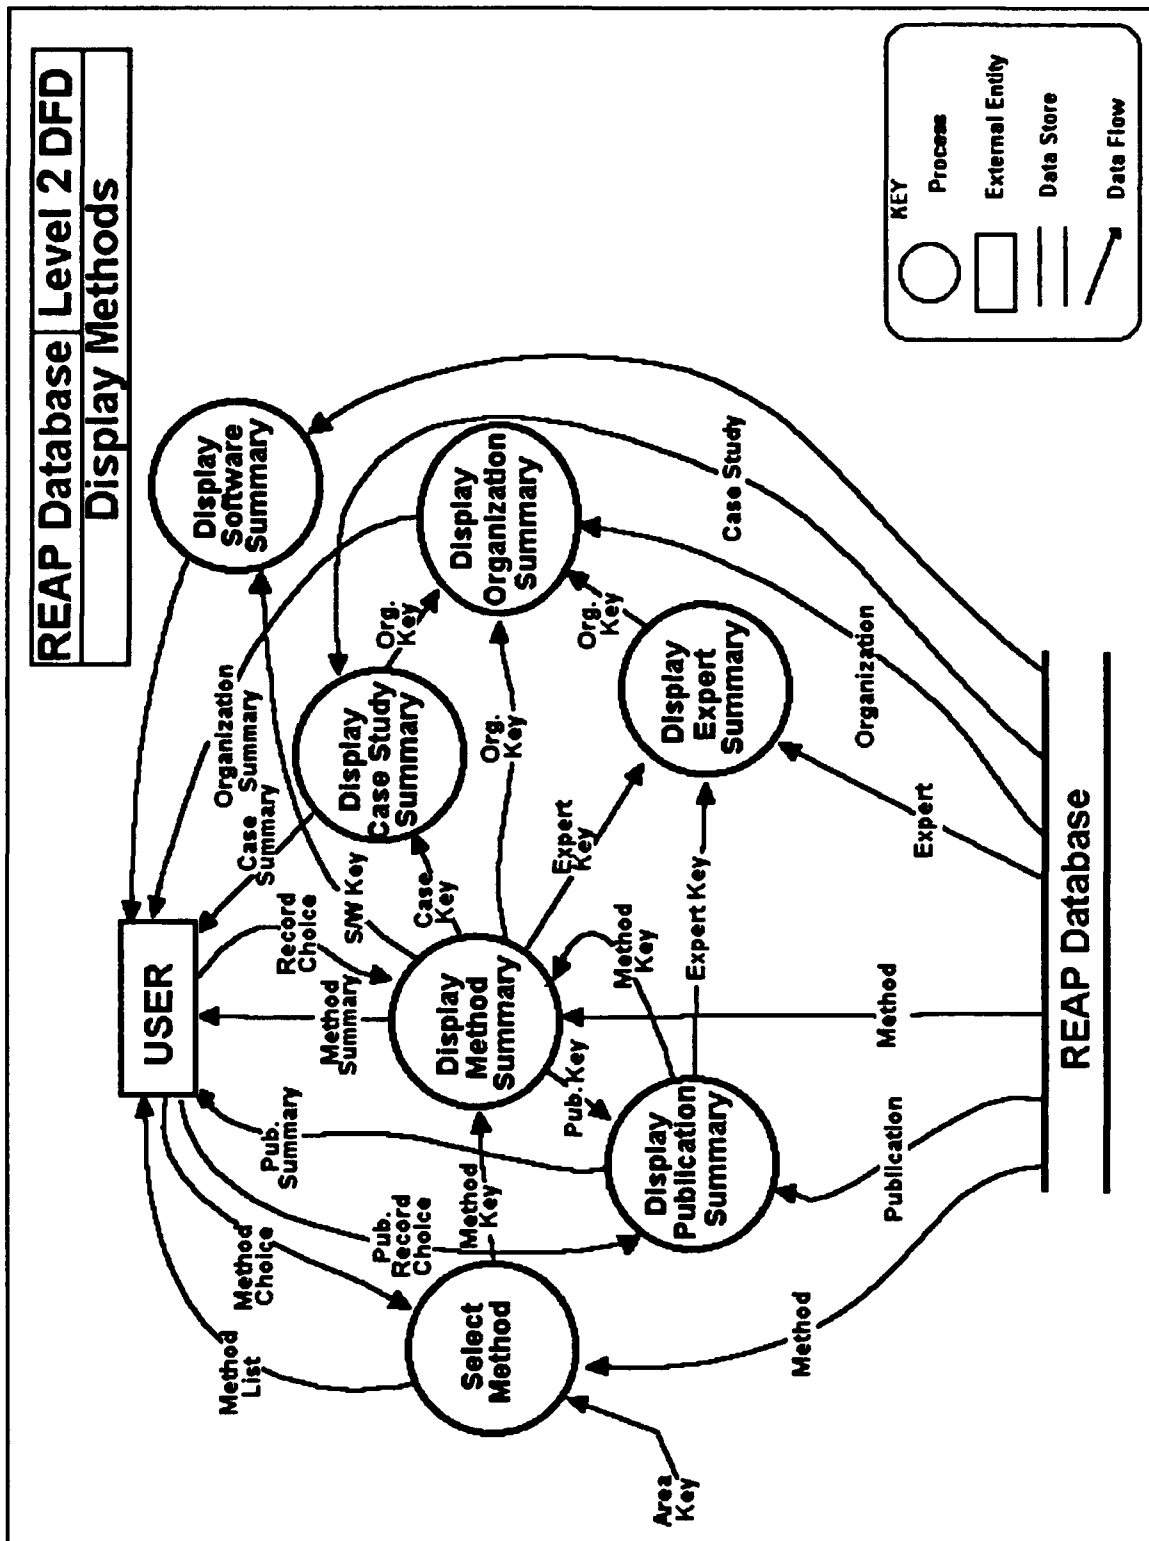 REAP Database
Level 2 DFD
Display Methods
USER
Method
List
Method
Choice
Pub.
Record
Choice
Pub.
Summary
Method
Summary
Record
Choice
Case
Summary
Organization
Summary
S/W Key
Display
Software
Summary
Select
Method
Method
Key
Display
Method
Summary
Case
Key
Display
Case Study
Summary
Org.
Key
Org.
Key
Display
Organization
Summary
Area
Key
Pub. Key
Display
Publication
Summary
Method
Key
Expert
Key
Expert Key
Display
Expert
Summary
Org.
Key
Case Study
Method
Publication
Method
Expert
Organization
REAP Database
KEY
Process
External Entity
Data Store
Data Flow